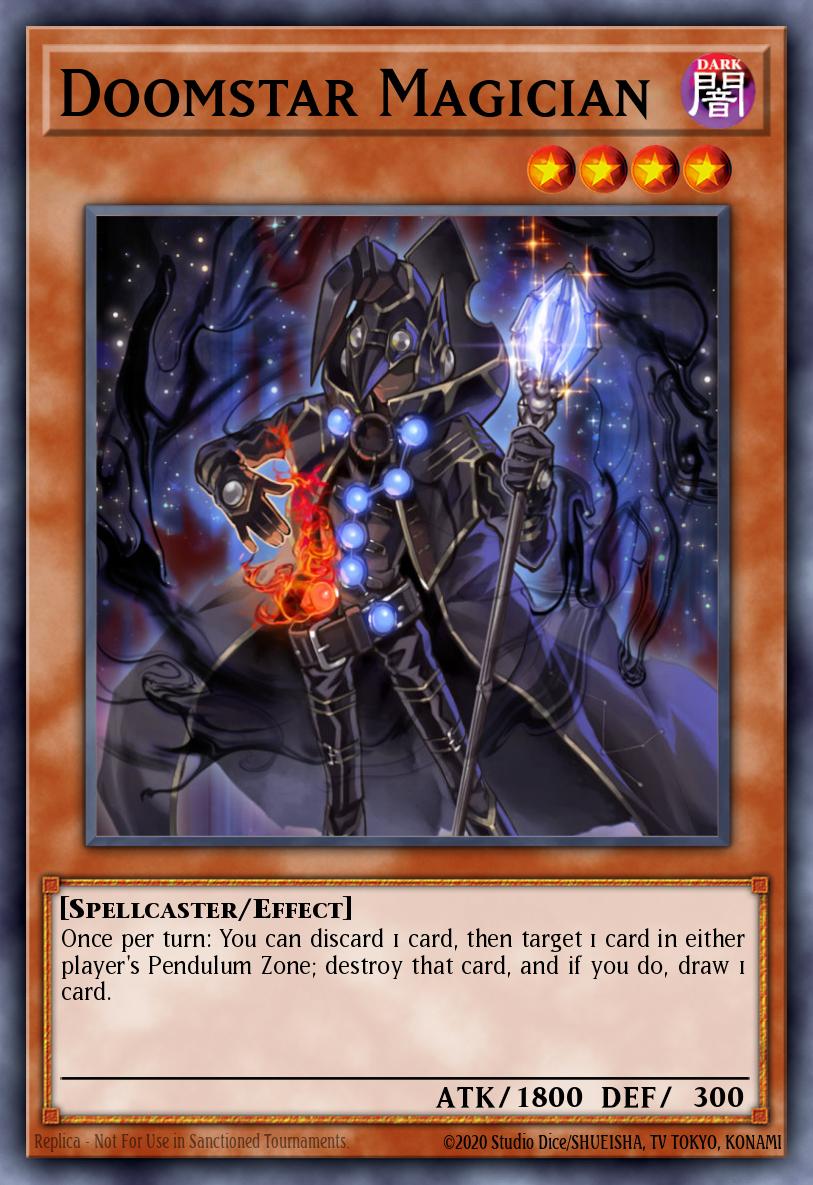 Doomstar Magician
DARK
闇
[Spellcaster/Effect]
Once per turn: You can discard 1 card, then target 1 card in either
player's Pendulum Zone; destroy that card, and if you do, draw 1
card.
ATK/1800 DEF/ 300
Replica - Not For Use in Sanctioned Tournaments.
©2020 Studio Dice/SHUEISHA, TV TOKYO, KONAMI